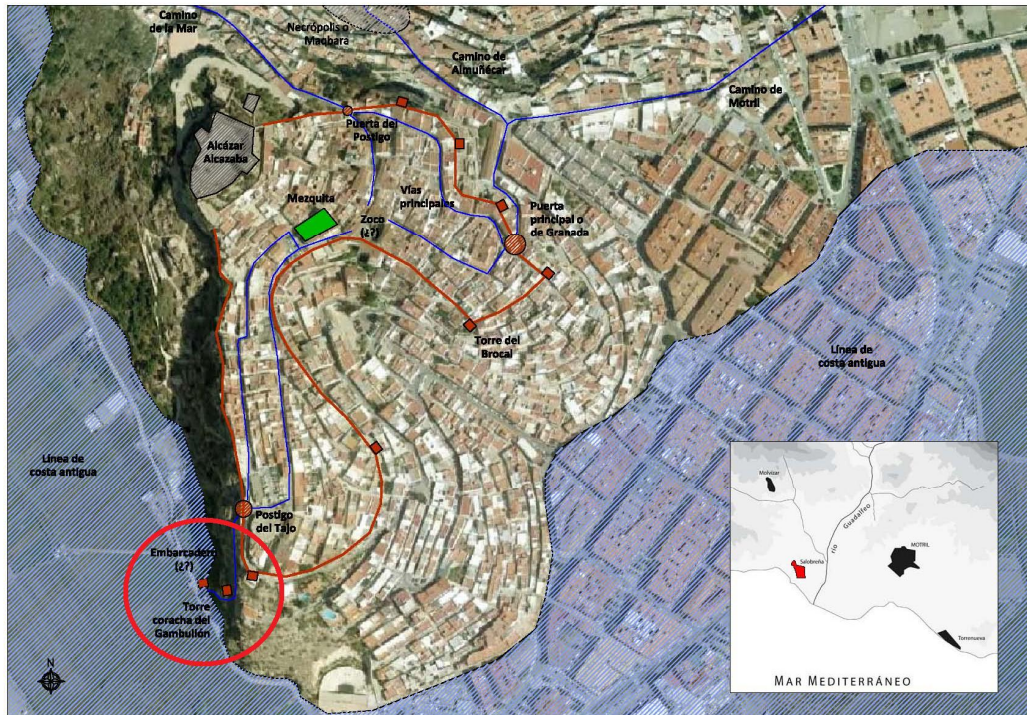 Camino
de la Mar
Necrópolis o
Maqbara
Camino de
Almuñécar
Camino de
Motril
Puerta del
Postigo
Alcázar
Alcazaba
Mezquita
Vías
principales
Zoco
(¿?)
Puerta
principal o
de Granada
Torre del
Brocal
Línea de
costa antigua
Línea de
costa antigua
Postigo
del Tajo
Embarcadero
(¿?)
Torre
coracha del
Gambullón
N
Molvízar
río Guadalfeo
Salobreña
MOTRIL
Torrenueva
MAR MEDITERRÁNEO